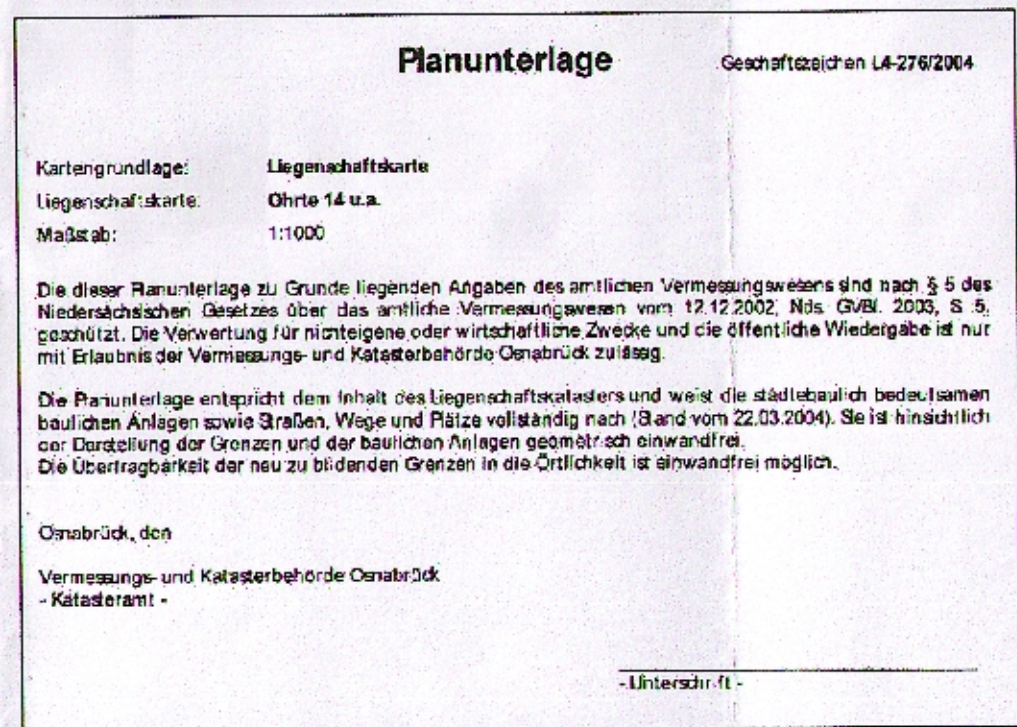 Planunterlage
Geschäftszeichen L4-276/2004
Kartengrundlage: Liegenschaftskarte
Liegenschaftskarte: Ohrte 14 u.a.
Maßstab: 1:1000
Die dieser Planunterlage zu Grunde liegenden Angaben des amtlichen Vermessungswesens sind nach § 5 des
Niedersächsischen Gesetzes über das amtliche Vermessungswesen vom 12.12.2002, Nds. GVBl. 2003, S. 5,
geschützt. Die Verwertung für nichteigene oder wirtschaftliche Zwecke und die öffentliche Wiedergabe ist nur
mit Erlaubnis der Vermessungs- und Katasterbehörde Osnabrück zulässig.
Die Planunterlage entspricht dem Inhalt des Liegenschaftskatasters und weist die städtebaulich bedeutsamen
baulichen Anlagen sowie Straßen, Wege und Plätze vollständig nach (Stand vom 22.03.2004). Sie ist hinsichtlich
der Darstellung der Grenzen und der baulichen Anlagen geometrisch einwandfrei.
Die Übertragbarkeit der neu zu bildenden Grenzen in die Örtlichkeit ist einwandfrei möglich.
Osnabrück, den
Vermessungs- und Katasterbehörde Osnabrück
- Katasteramt -
- Unterschrift -